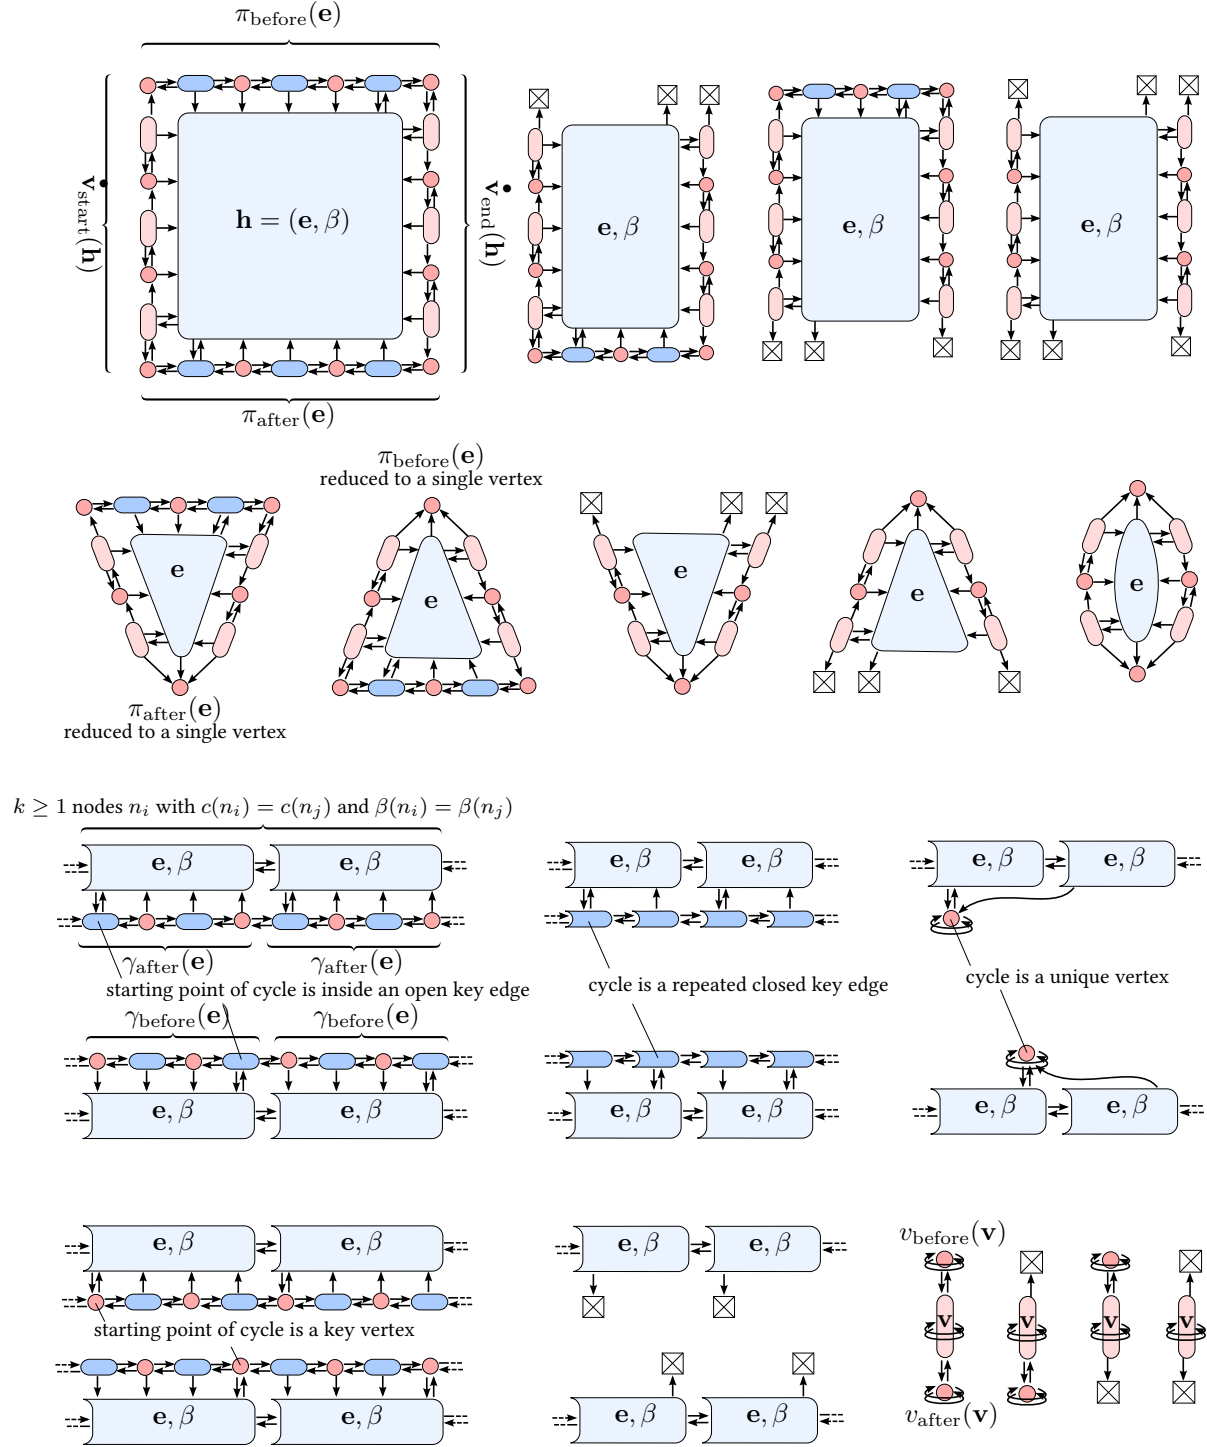 π_before(e)
v̇_start(h)
h = (e, β)
v̇_end(h)
e, β
e, β
e, β
π_after(e)
π_before(e)
reduced to a single vertex
e
e
e
e
e
π_after(e)
reduced to a single vertex
k ≥ 1 nodes n_i with c(n_i) = c(n_j) and β(n_i) = β(n_j)
e, β e, β
e, β e, β
e, β e, β
γ_after(e) γ_after(e)
starting point of cycle is inside an open key edge
cycle is a repeated closed key edge
cycle is a unique vertex
γ_before(e) γ_before(e)
e, β e, β
e, β e, β
e, β e, β
e, β e, β
e, β e, β
v_before(v)
v v v v
starting point of cycle is a key vertex
v_after(v)
e, β e, β
e, β e, β